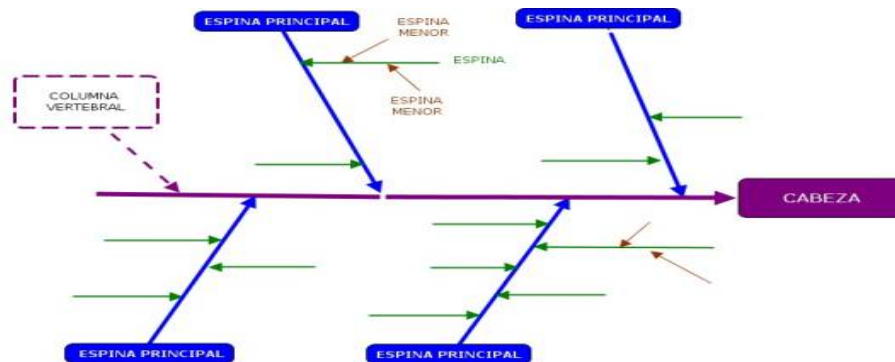 ESPINA PRINCIPAL
ESPINA
MENOR
ESPINA PRINCIPAL
ESPINA
COLUMNA
VERTEBRAL
ESPINA
MENOR
CABEZA
ESPINA PRINCIPAL
ESPINA PRINCIPAL